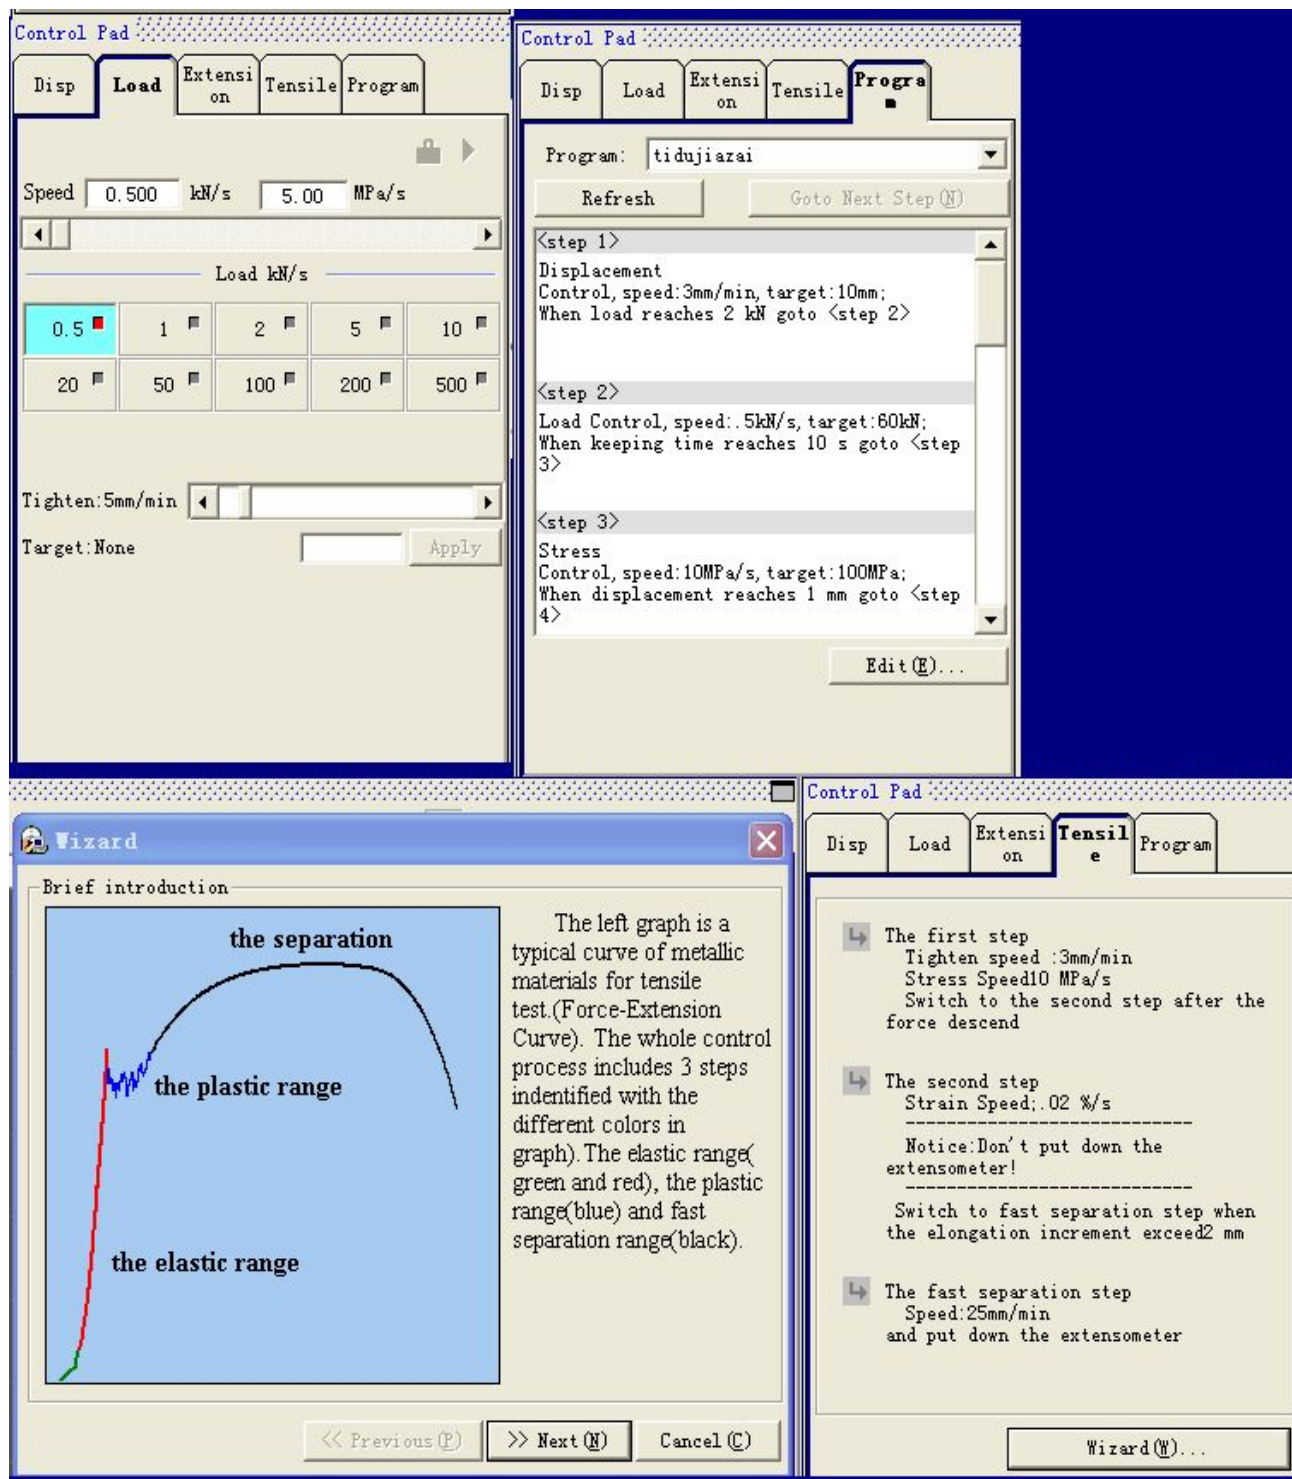 Control Pad
Disp
Load
Extensi
on
Tensile
Program
Speed 0.500 kN/s 5.00 MPa/s
Load kN/s
0.5 1 2 5 10
20 50 100 200 500
Tighten:5mm/min
Target:None
Apply
Control Pad
Disp
Load
Extensi
on
Tensile
Progra
m
Program: tidujiazai
Refresh
Goto Next Step(N)
<step 1>
Displacement
Control, speed:3mm/min, target:10mm;
When load reaches 2 kN goto <step 2>
<step 2>
Load Control, speed:.5kN/s, target:60kN;
When keeping time reaches 10 s goto <step
3>
<step 3>
Stress
Control, speed:10MPa/s, target:100MPa;
When displacement reaches 1 mm goto <step
4>
Edit(E)...
Wizard
Brief introduction
the separation
the plastic range
the elastic range
The left graph is a
typical curve of metallic
materials for tensile
test.(Force-Extension
Curve). The whole control
process includes 3 steps
indentified with the
different colors in
graph).The elastic range(
green and red), the plastic
range(blue) and fast
separation range(black).
<< Previous(P)
>> Next(N)
Cancel(C)
Control Pad
Disp
Load
Extensi
on
Tensil
e
Program
The first step
Tighten speed :3mm/min
Stress Speed10 MPa/s
Switch to the second step after the
force descend
The second step
Strain Speed;.02 %/s
----------------------------
Notice:Don't put down the
extensometer!
----------------------------
Switch to fast separation step when
the elongation increment exceed2 mm
The fast separation step
Speed:25mm/min
and put down the extensometer
Wizard(W)...